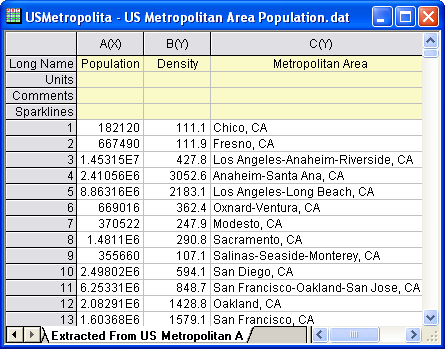 USMetropolita - US Metropolitan Area Population.dat
A(X) B(Y) C(Y)
Long Name Population Density Metropolitan Area
Units
Comments
Sparklines
1 182120 111.1 Chico, CA
2 667490 111.9 Fresno, CA
3 1.45315E7 427.8 Los Angeles-Anaheim-Riverside, CA
4 2.41056E6 3052.6 Anaheim-Santa Ana, CA
5 8.86316E6 2183.1 Los Angeles-Long Beach, CA
6 669016 362.4 Oxnard-Ventura, CA
7 370522 247.9 Modesto, CA
8 1.4811E6 290.8 Sacramento, CA
9 355660 107.1 Salinas-Seaside-Monterey, CA
10 2.49802E6 594.1 San Diego, CA
11 6.25331E6 848.7 San Francisco-Oakland-San Jose, CA
12 2.08291E6 1428.8 Oakland, CA
13 1.60368E6 1579.1 San Francisco, CA
Extracted From US Metropolitan A